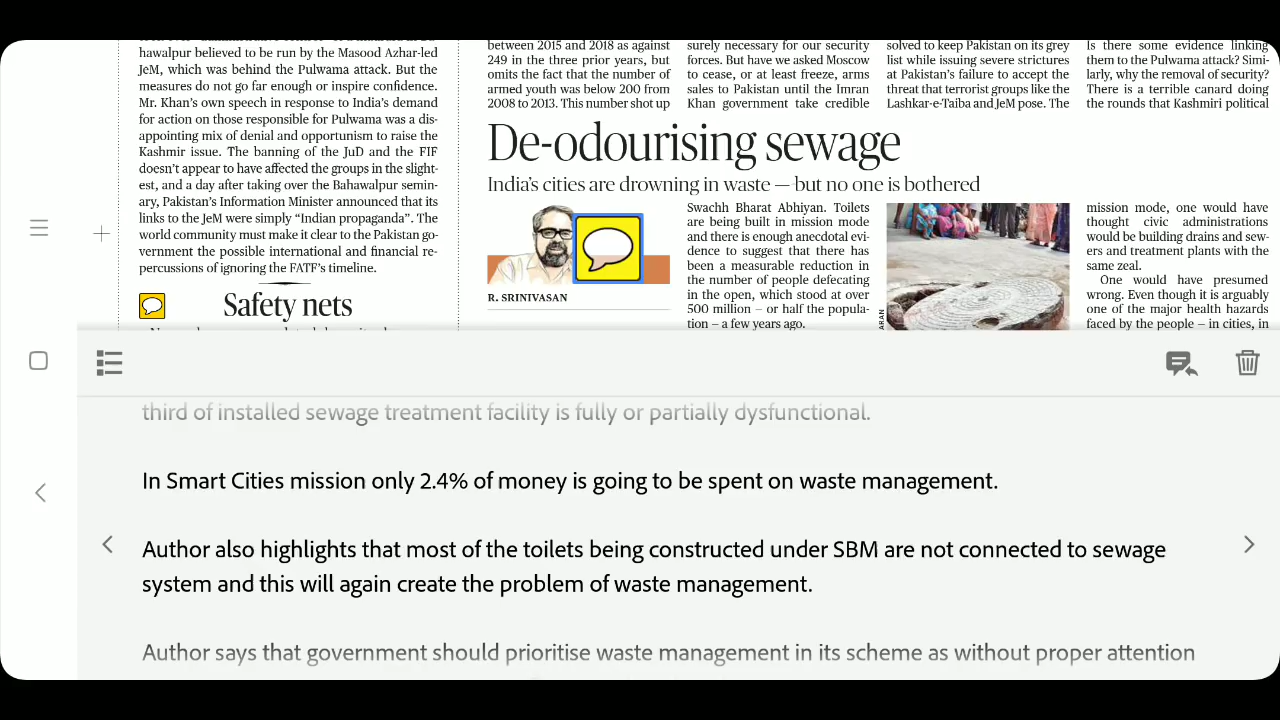 hawalpur believed to be run by the Masood Azhar-led
JeM, which was behind the Pulwama attack. But the
measures do not go far enough or inspire confidence.
Mr. Khan's own speech in response to India's demand
for action on those responsible for Pulwama was a dis-
appointing mix of denial and opportunism to raise the
Kashmir issue. The banning of the JuD and the FIF
doesn't appear to have affected the groups in the slight-
est, and a day after taking over the Bahawalpur semin-
ary, Pakistan's Information Minister announced that its
links to the JeM were simply “Indian propaganda”. The
world community must make it clear to the Pakistan go-
vernment the possible international and financial re-
percussions of ignoring the FATF's timeline.
Safety nets
between 2015 and 2018 as against
249 in the three prior years, but
omits the fact that the number of
armed youth was below 200 from
2008 to 2013. This number shot up
surely necessary for our security
forces. But have we asked Moscow
to cease, or at least freeze, arms
sales to Pakistan until the Imran
Khan government take credible
solved to keep Pakistan on its grey
list while issuing severe strictures
at Pakistan's failure to accept the
threat that terrorist groups like the
Lashkar-e-Taiba and JeM pose. The
Is there some evidence linking
them to the Pulwama attack? Simi-
larly, why the removal of security?
There is a terrible canard doing
the rounds that Kashmiri political
De-odourising sewage
India's cities are drowning in waste — but no one is bothered
R. SRINIVASAN
Swachh Bharat Abhiyan. Toilets
are being built in mission mode
and there is enough anecdotal evi-
dence to suggest that there has
been a measurable reduction in
the number of people defecating
in the open, which stood at over
500 million – or half the popula-
tion – a few years ago.
mission mode, one would have
thought civic administrations
would be building drains and sew-
ers and treatment plants with the
same zeal.
One would have presumed
wrong. Even though it is arguably
one of the major health hazards
faced by the people – in cities, in
third of installed sewage treatment facility is fully or partially dysfunctional.
In Smart Cities mission only 2.4% of money is going to be spent on waste management.
Author also highlights that most of the toilets being constructed under SBM are not connected to sewage
system and this will again create the problem of waste management.
Author says that government should prioritise waste management in its scheme as without proper attention